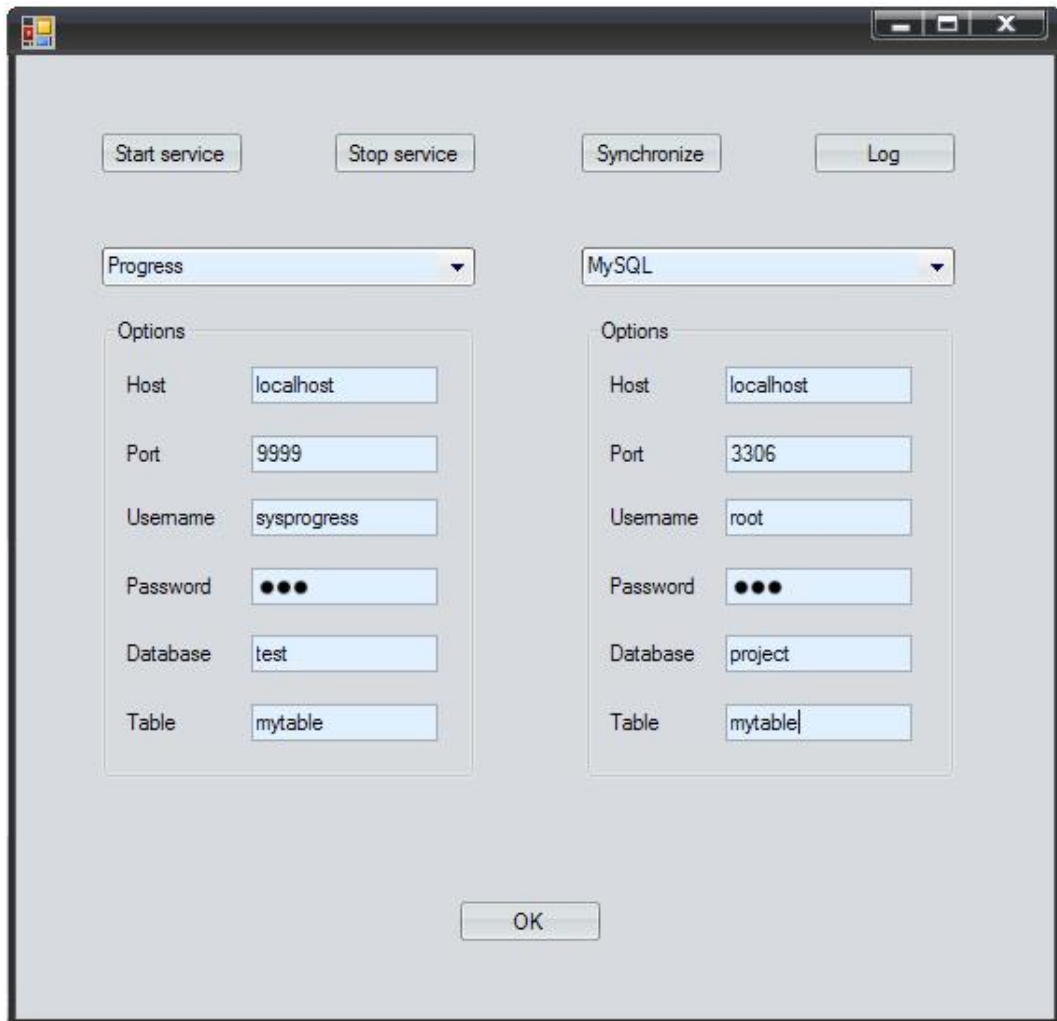 Start service Stop service Synchronize Log
Progress MySQL
Options Options
Host localhost Host localhost
Port 9999 Port 3306
Username sysprogress Username root
Password ●●● Password ●●●
Database test Database project
Table mytable Table mytable
OK